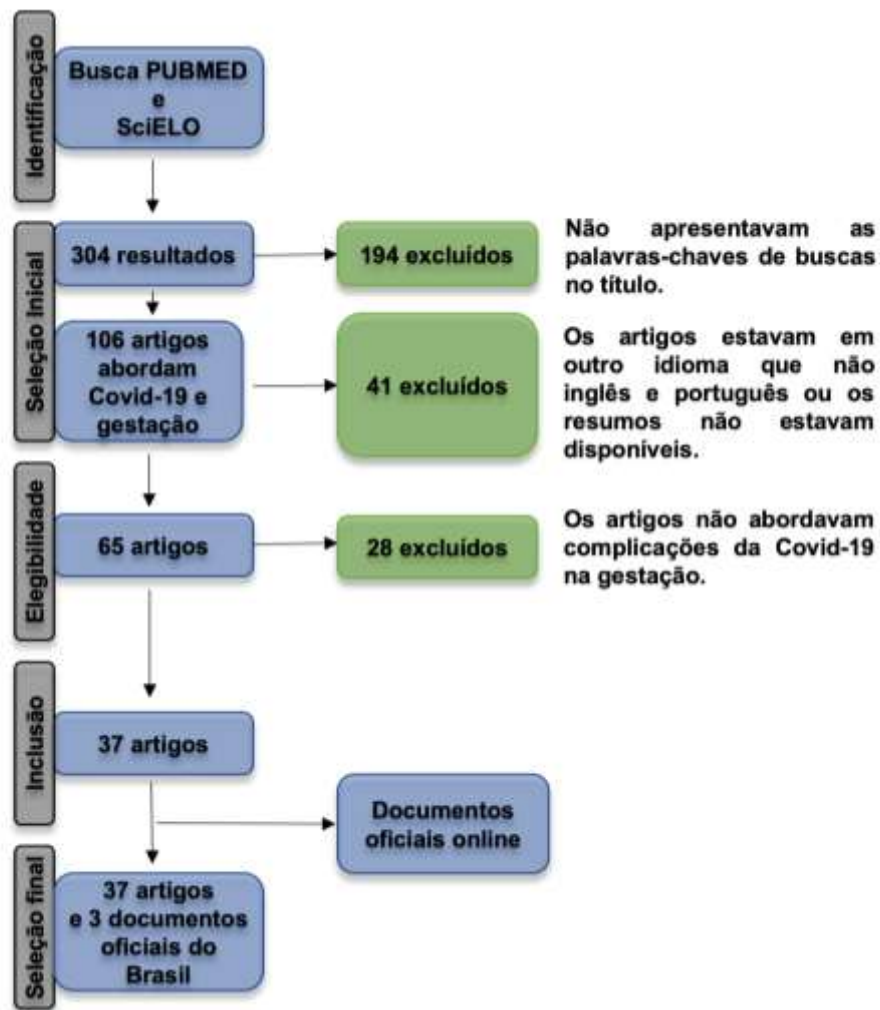 Identificação
Busca PUBMED
e
SciELO
Seleção Inicial
304 resultados
194 excluídos
Não apresentavam as
palavras-chaves de buscas
no título.
106 artigos
abordam
Covid-19 e
gestação
41 excluídos
Os artigos estavam em
outro idioma que não
inglês e português ou os
resumos não estavam
disponíveis.
Elegibilidade
65 artigos
28 excluídos
Os artigos não abordavam
complicações da Covid-19
na gestação.
Inclusão
37 artigos
Documentos
oficiais online
Seleção final
37 artigos
e 3 documentos
oficiais do
Brasil